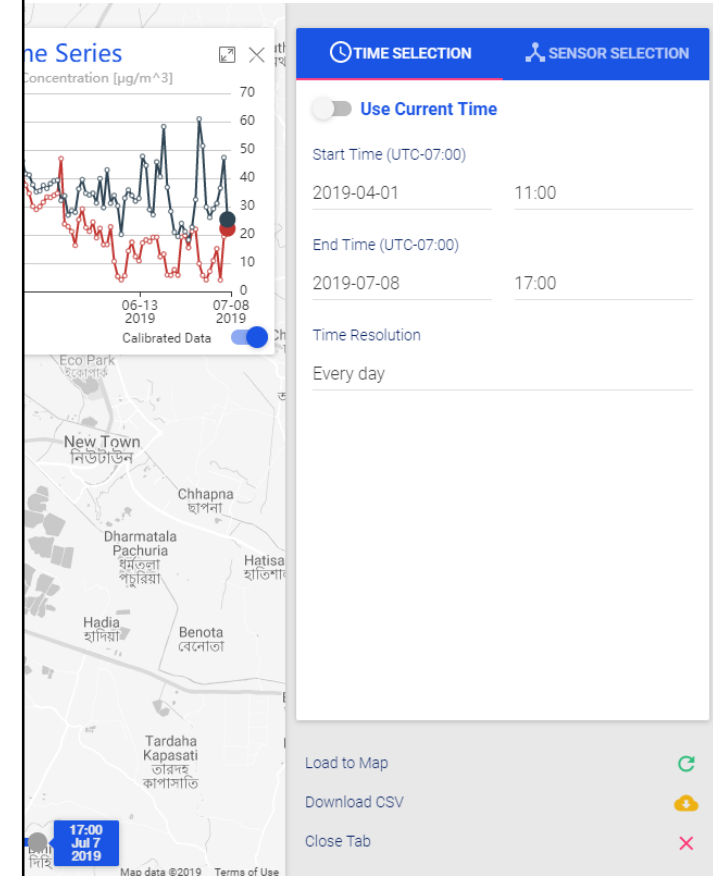 ne Series
Concentration [µg/m^3]
70
60
50
40
30
20
10
0
06-13
2019
07-08
2019
Calibrated Data
Eco Park
ইকোপার্ক
New Town
নিউটাউন
Chhapna
ছাপনা
Dharmatala
Pachuria
ধর্মতলা
পচুরিয়া
Hatisa
হাতিশা
Hadia
হাদিয়া
Benota
বেনোতা
Tardaha
Kapasati
তারদহ
কাপাসাতি
17:00
Jul 7
2019
দিহি
Map data ©2019 Terms of Use
TIME SELECTION
SENSOR SELECTION
Use Current Time
Start Time (UTC-07:00)
2019-04-01 11:00
End Time (UTC-07:00)
2019-07-08 17:00
Time Resolution
Every day
Load to Map
Download CSV
Close Tab